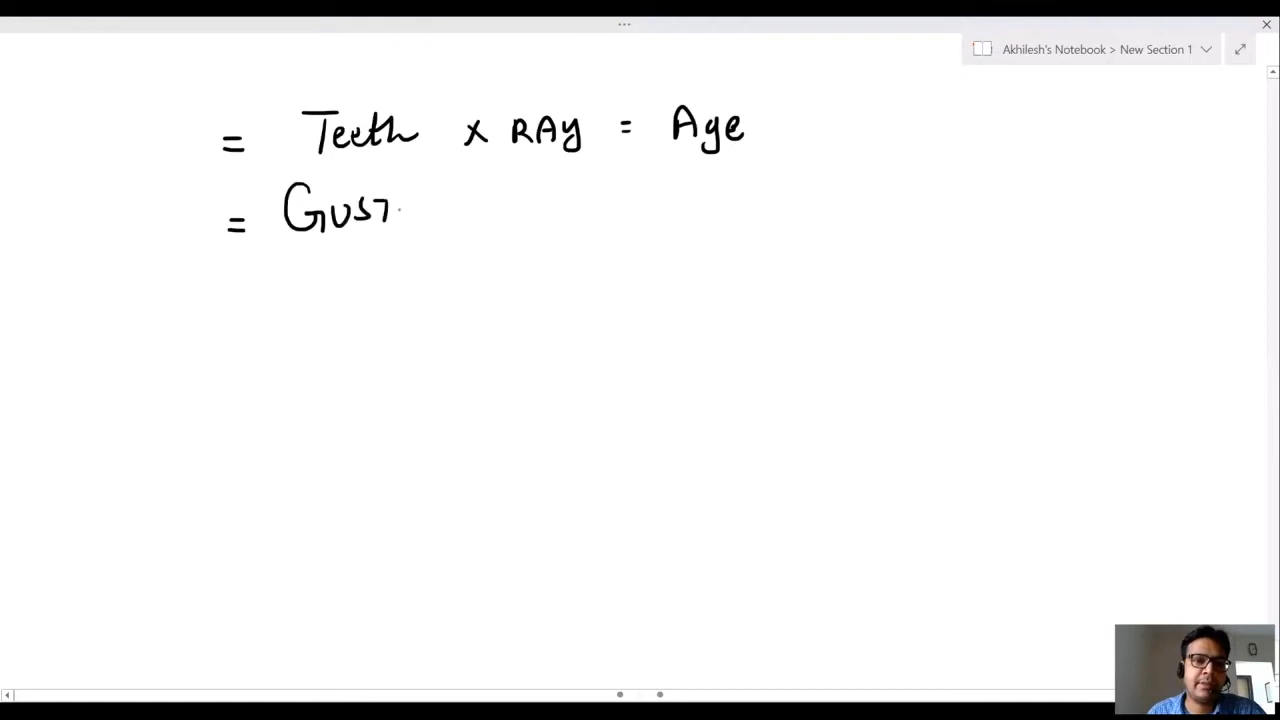 Akhilesh's Notebook > New Section 1
= Teeth x RAy = Age
= GUST